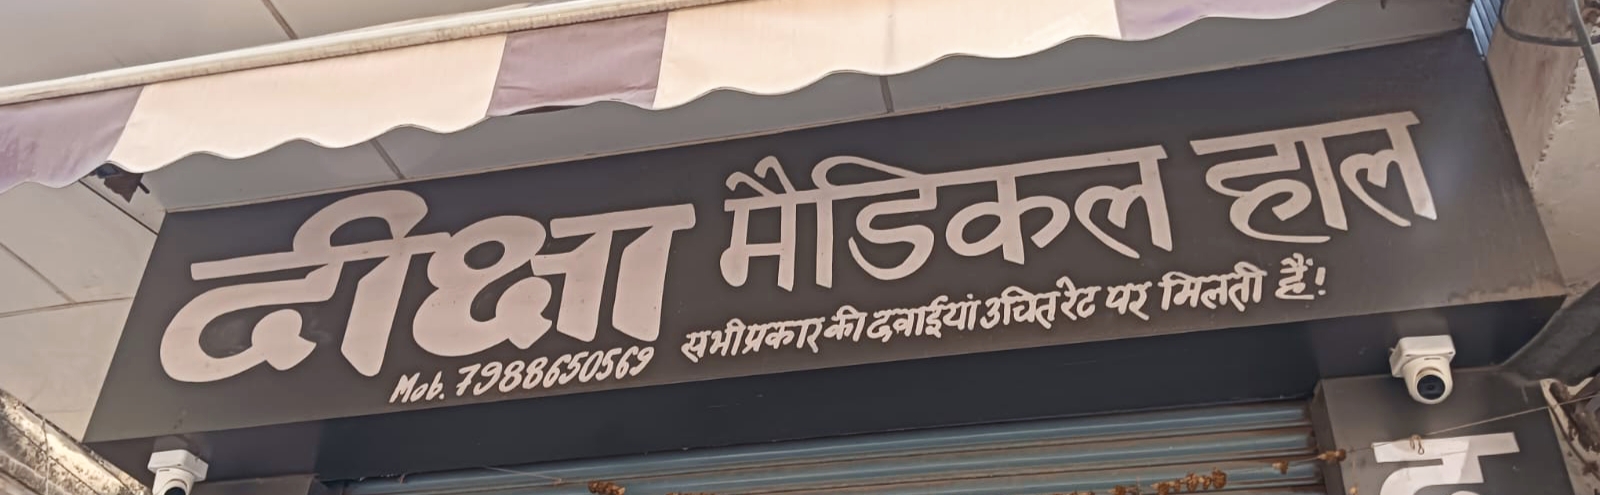 दीक्षा मैडिकल हाल
Mob. 7988650569
सभी प्रकार की दवाईयां उचित रेट पर मिलती हैं!
द